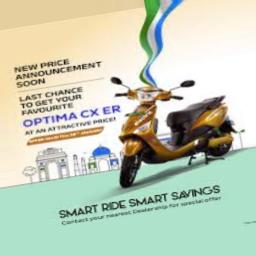 NEW PRICE
ANNOUNCEMENT
SOON
LAST CHANCE
TO GET YOUR
FAVOURITE
OPTIMA CX ER
AT AN ATTRACTIVE PRICE!
SMART RIDE SMART SAVINGS
Contact your nearest Dealership for special offer